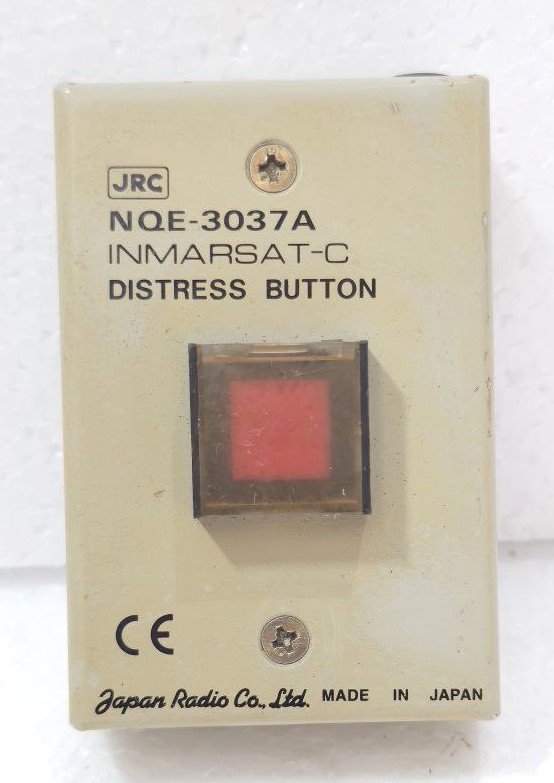 JRC
NQE-3037A
INMARSAT-C
DISTRESS BUTTON
CE
Japan Radio Co., Ltd. MADE IN JAPAN